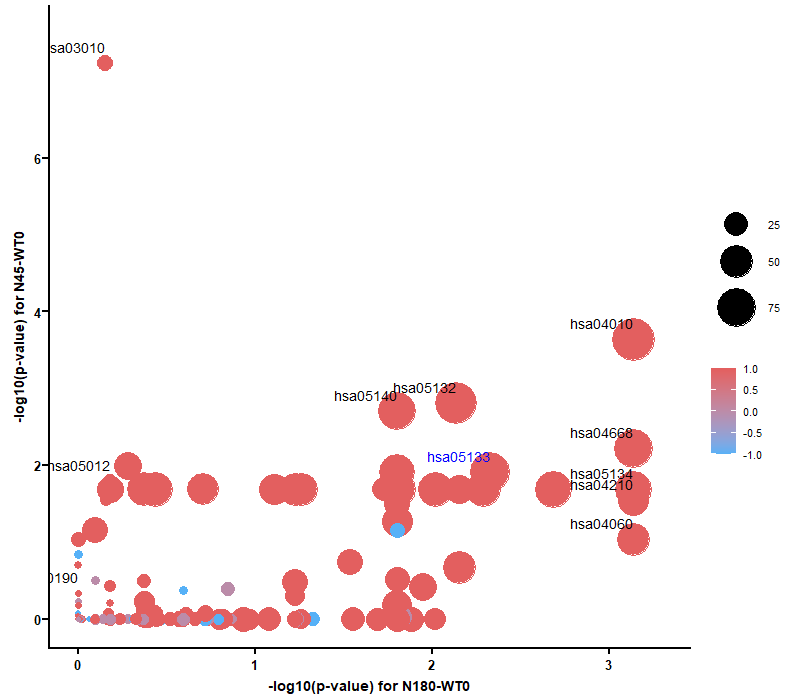 sa03010
6
4
2
0
-log10(p-value) for N45-WT0
hsa04010
hsa05132
hsa05140
hsa04668
hsa05133
hsa05012
hsa05134
hsa04210
hsa04060
0190
0
1
2
3
-log10(p-value) for N180-WT0
25
50
75
1.0
0.5
0.0
-0.5
-1.0